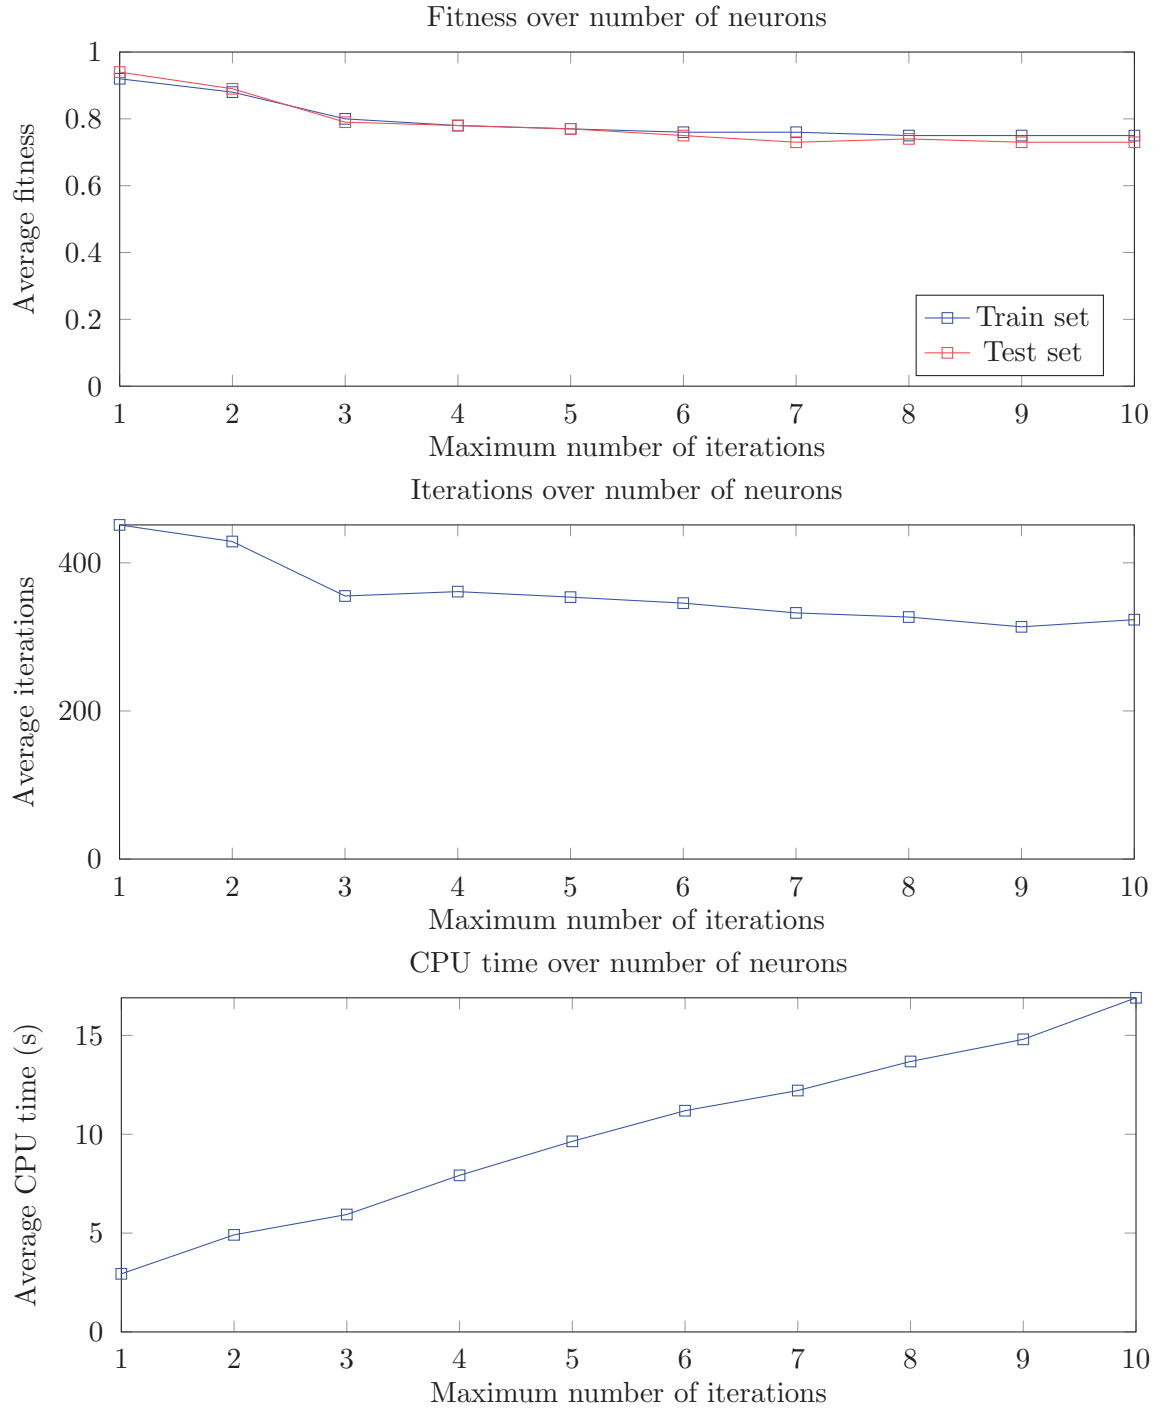 Fitness over number of neurons
Average fitness
1
0.8
0.6
0.4
0.2
0
Train set
Test set
1 2 3 4 5 6 7 8 9 10
Maximum number of iterations
Iterations over number of neurons
Average iterations
400
200
0
1 2 3 4 5 6 7 8 9 10
Maximum number of iterations
CPU time over number of neurons
Average CPU time (s)
15
10
5
0
1 2 3 4 5 6 7 8 9 10
Maximum number of iterations